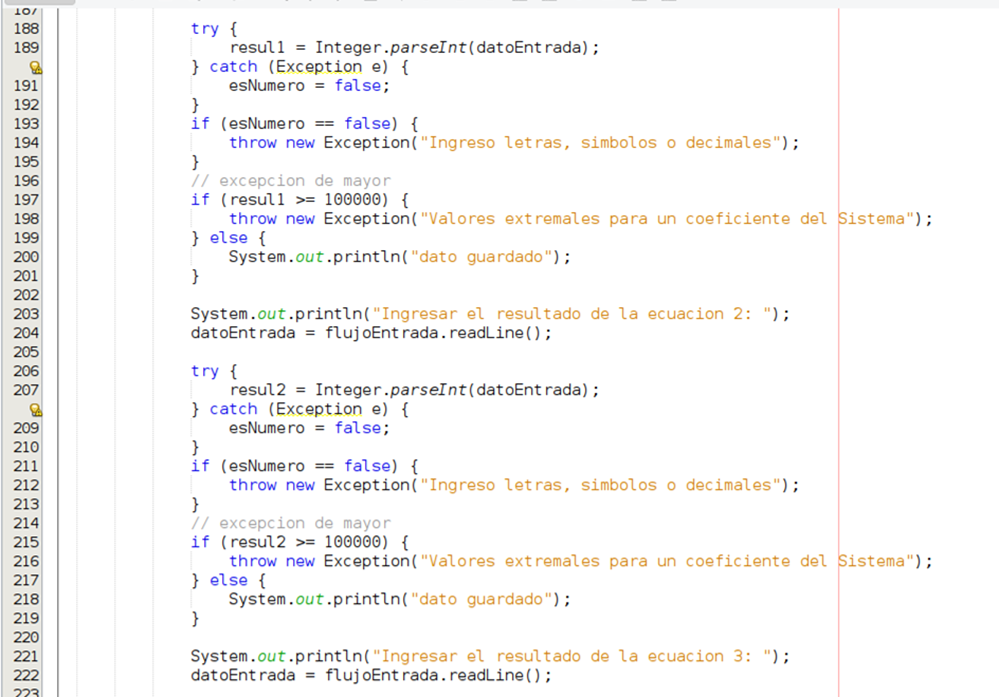 187
188 try {
189 resul1 = Integer.parseInt(datoEntrada);
} catch (Exception e) {
191 esNumero = false;
192 }
193 if (esNumero == false) {
194 throw new Exception("Ingreso letras, simbolos o decimales");
195 }
196 // excepcion de mayor
197 if (resul1 >= 100000) {
198 throw new Exception("Valores extremales para un coeficiente del Sistema");
199 } else {
200 System.out.println("dato guardado");
201 }
202
203 System.out.println("Ingresar el resultado de la ecuacion 2: ");
204 datoEntrada = flujoEntrada.readLine();
205
206 try {
207 resul2 = Integer.parseInt(datoEntrada);
} catch (Exception e) {
209 esNumero = false;
210 }
211 if (esNumero == false) {
212 throw new Exception("Ingreso letras, simbolos o decimales");
213 }
214 // excepcion de mayor
215 if (resul2 >= 100000) {
216 throw new Exception("Valores extremales para un coeficiente del Sistema");
217 } else {
218 System.out.println("dato guardado");
219 }
220
221 System.out.println("Ingresar el resultado de la ecuacion 3: ");
222 datoEntrada = flujoEntrada.readLine();
223